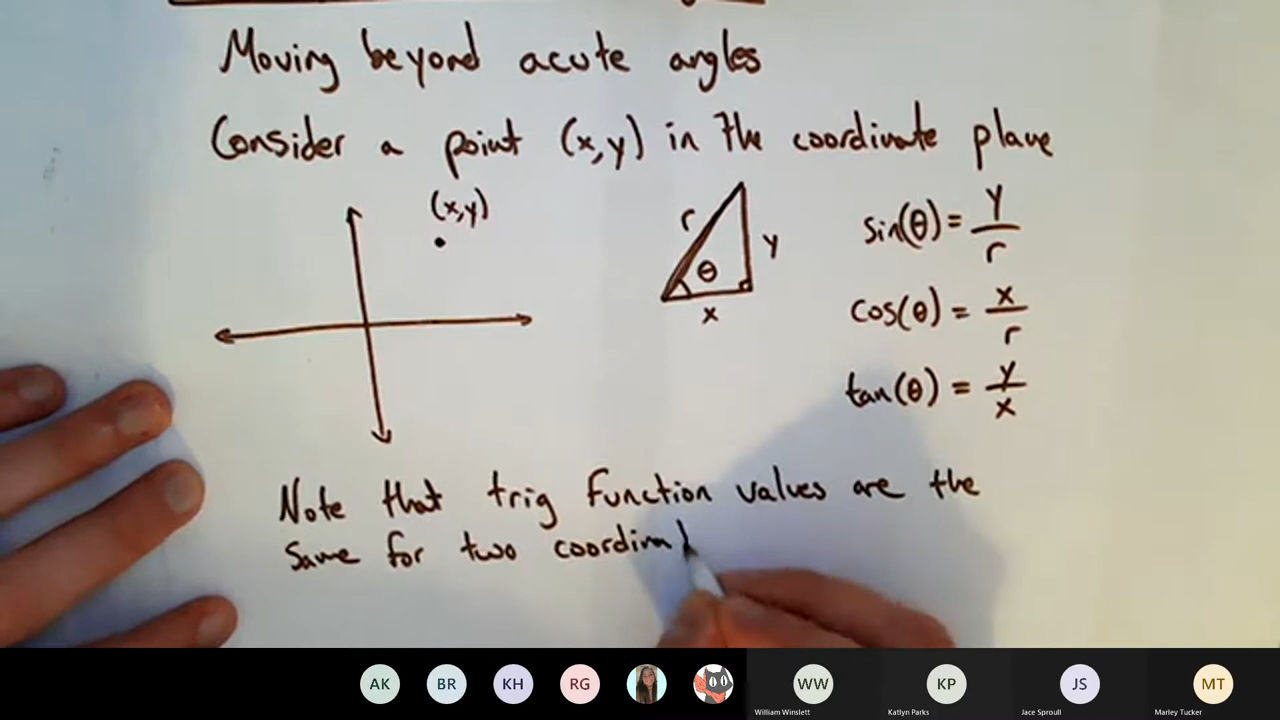 Moving beyond acute angles
Consider a point (x,y) in the coordinate plane
(x,y)
r
θ
y
x
sin(θ) = y/r
cos(θ) = x/r
tan(θ) = y/x
Note that trig function values are the
same for two coordinat
AK
BR
KH
RG
WW
William Winslett
KP
Katlyn Parks
JS
Jace Sproull
MT
Marley Tucker